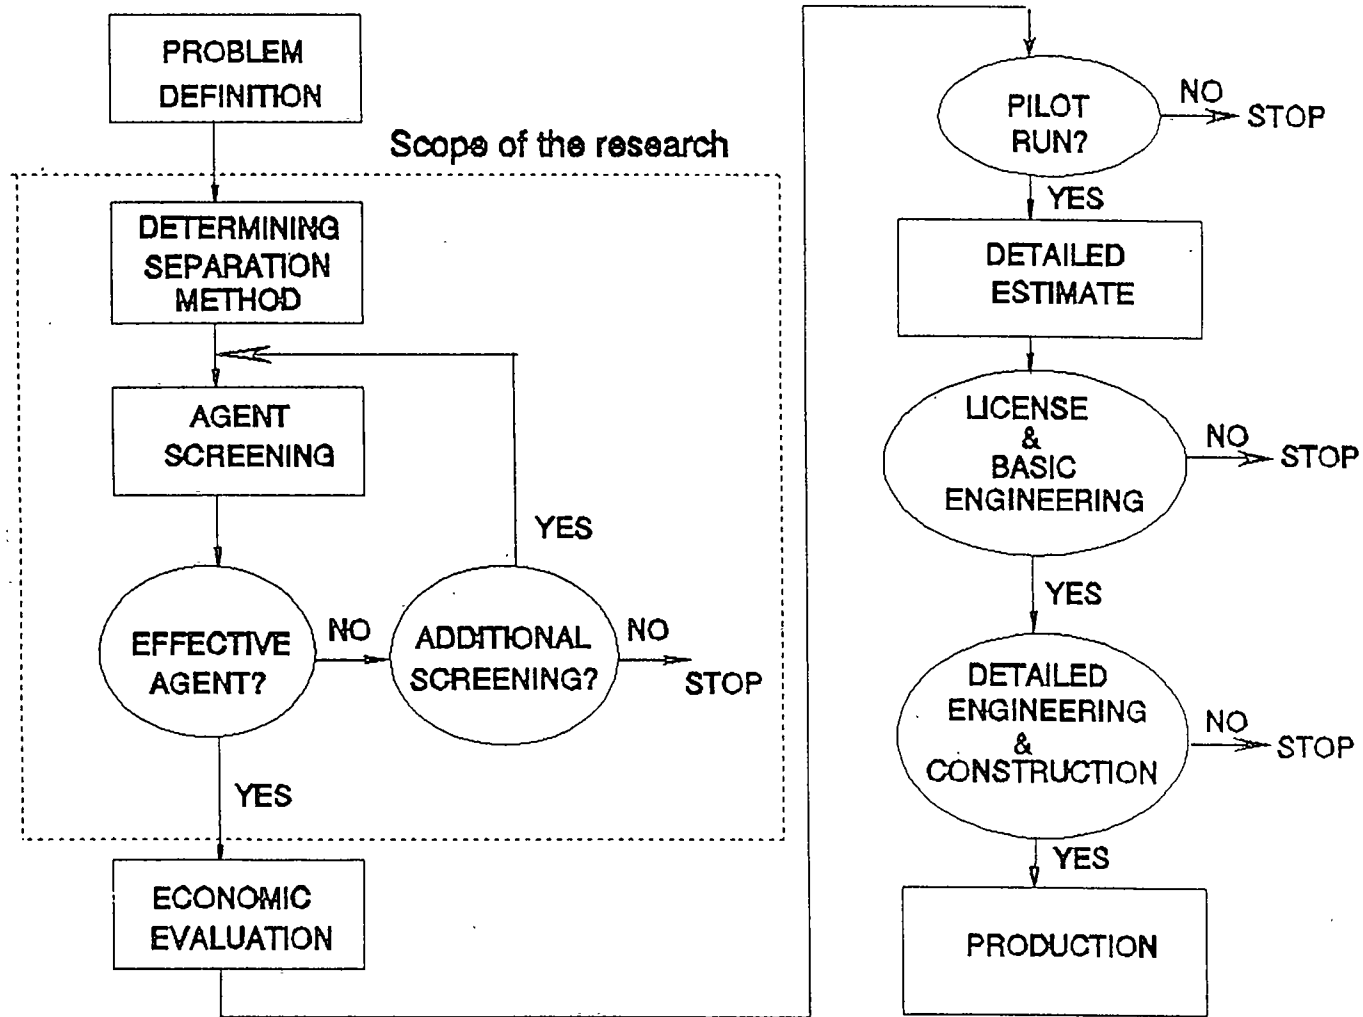 PROBLEM
DEFINITION
Scope of the research
DETERMINING
SEPARATION
METHOD
AGENT
SCREENING
YES
EFFECTIVE
AGENT?
NO
ADDITIONAL
SCREENING?
NO
STOP
YES
ECONOMIC
EVALUATION
PILOT
RUN?
NO
STOP
YES
DETAILED
ESTIMATE
LICENSE
&
BASIC
ENGINEERING
NO
STOP
YES
DETAILED
ENGINEERING
&
CONSTRUCTION
NO
STOP
YES
PRODUCTION